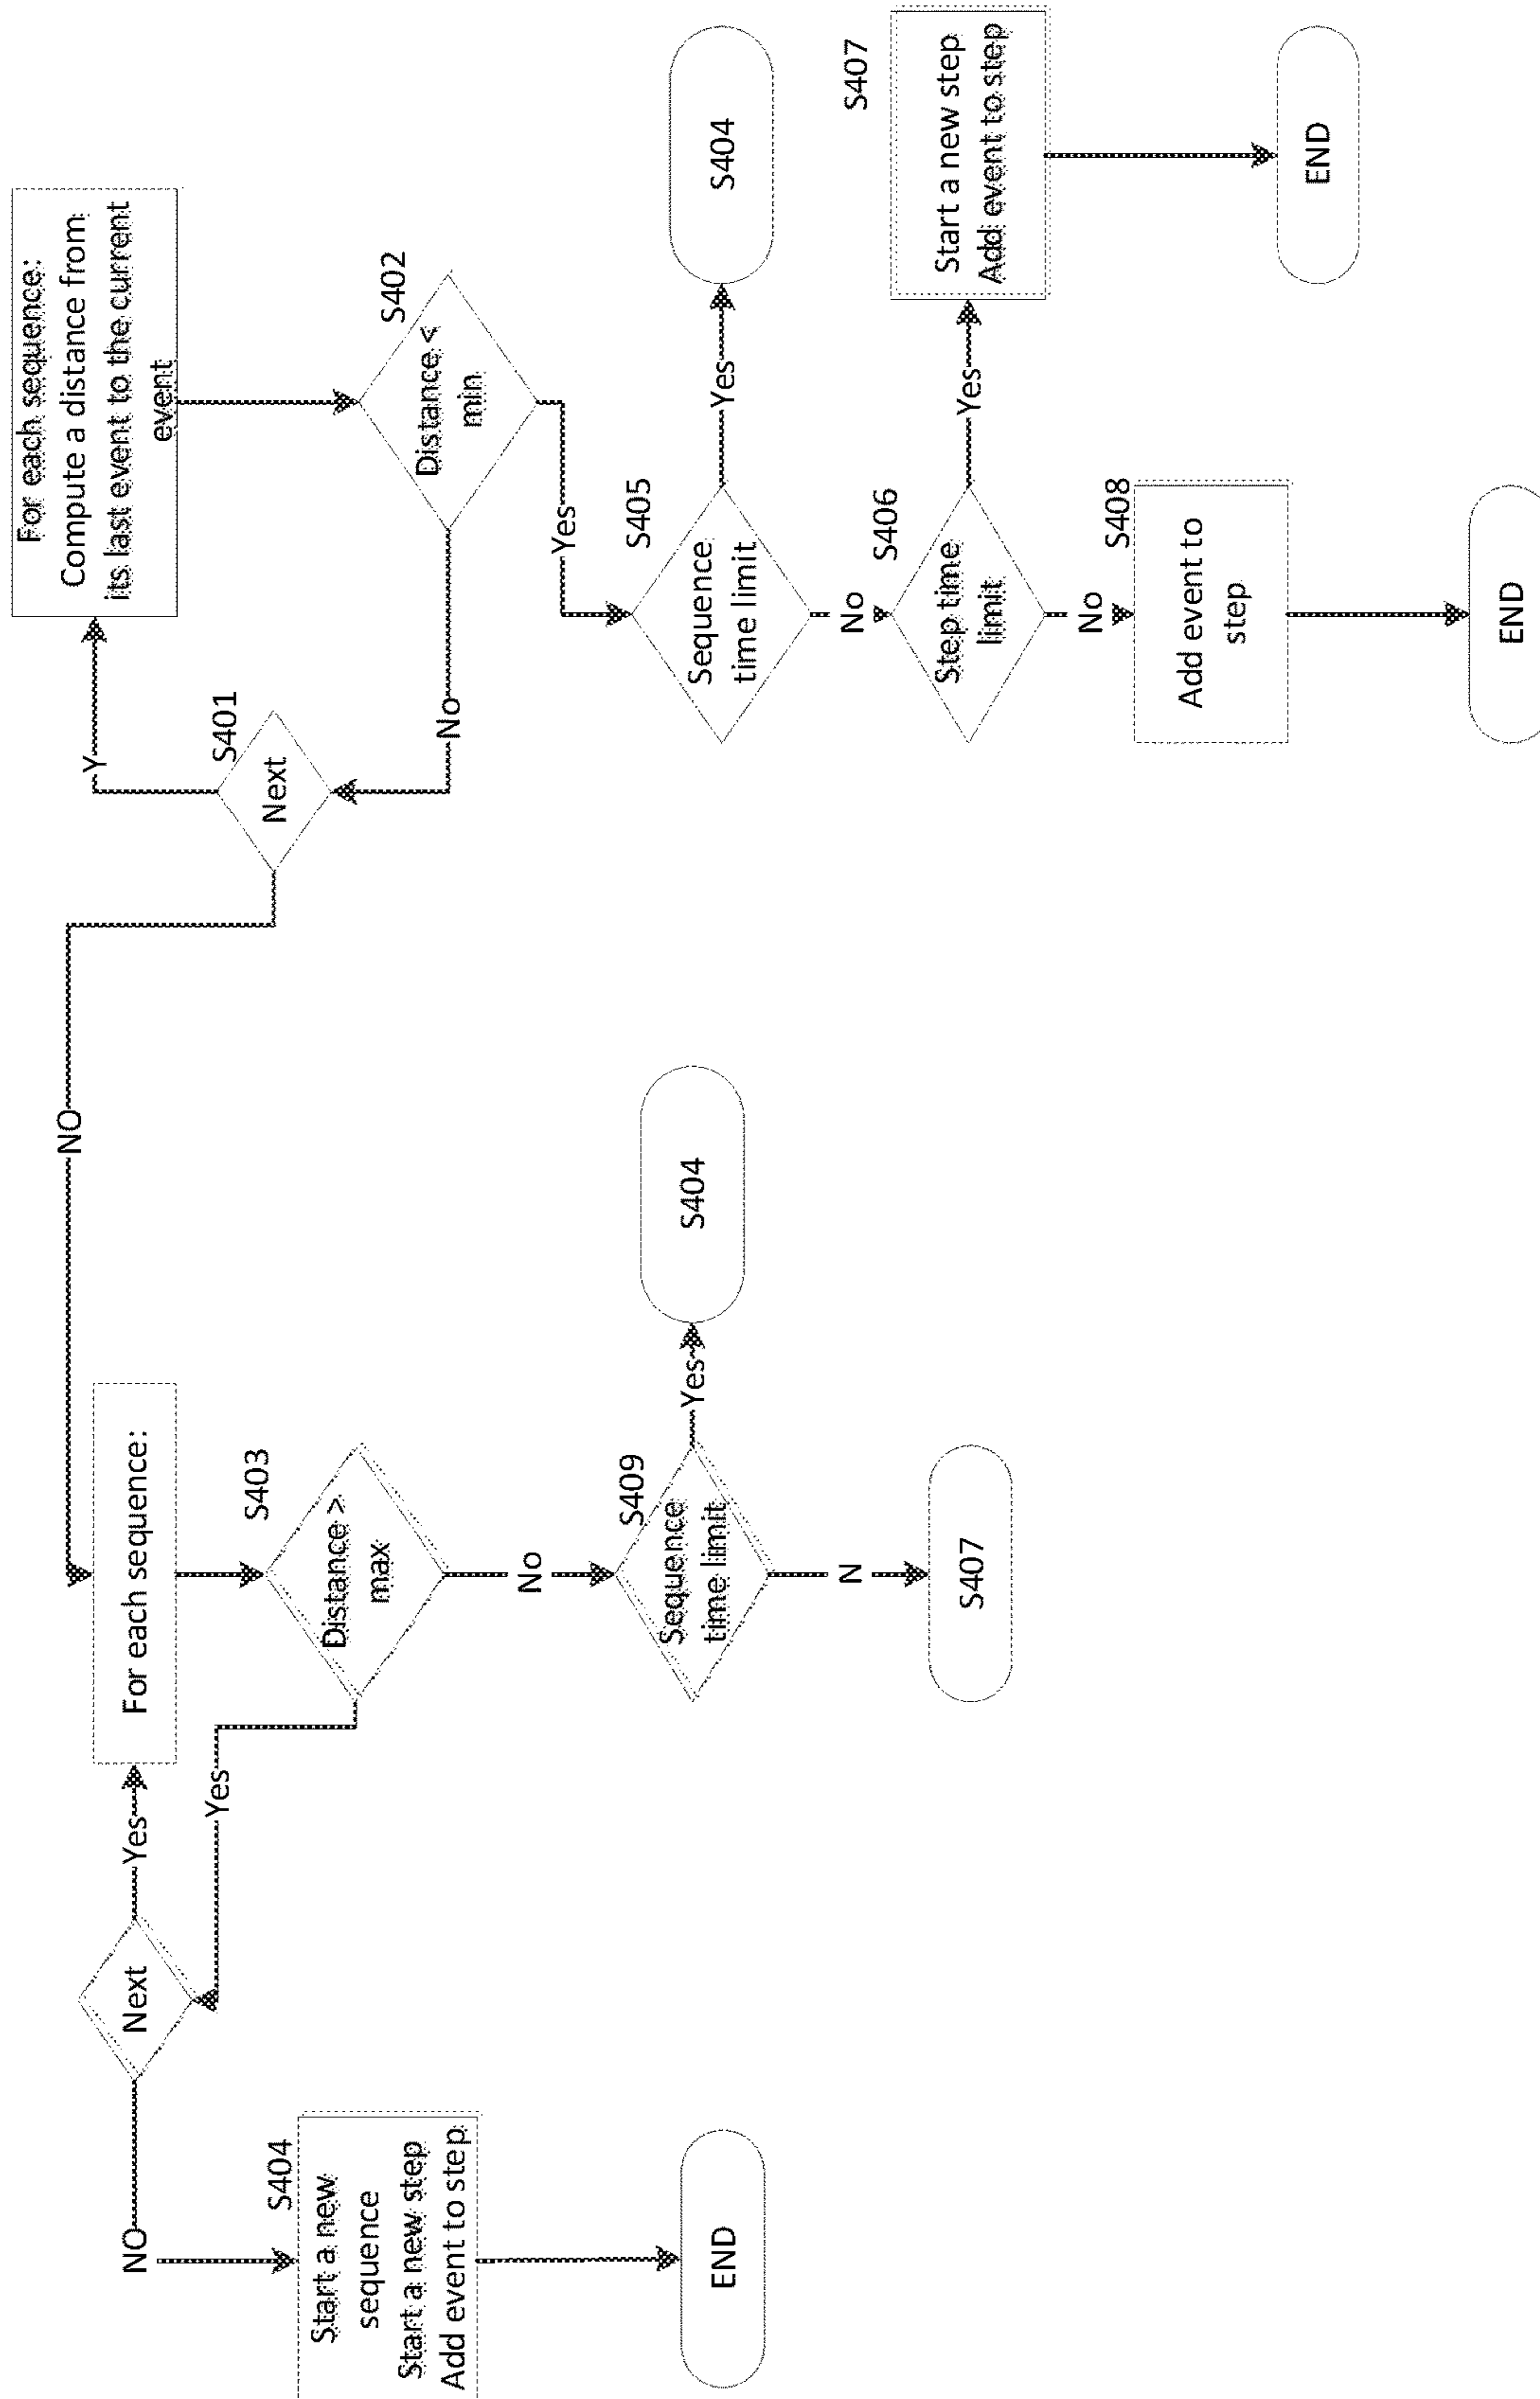 For each sequence:
Compute a distance from
its last event to the current
event
S401
Next
Y
NO
S402
Distance <
min
No
Yes
S405
Sequence
time limit
Yes
S404
No
S406
Step time
limit
Yes
S407
Start a new step
Add event to step
END
No
S408
Add event to
step
END
For each sequence:
S403
Distance >
max
Yes
No
S409
Sequence
time limit
Yes
S404
N
S407
Next
Yes
NO
S404
Start a new
sequence
Start a new step
Add event to step
END